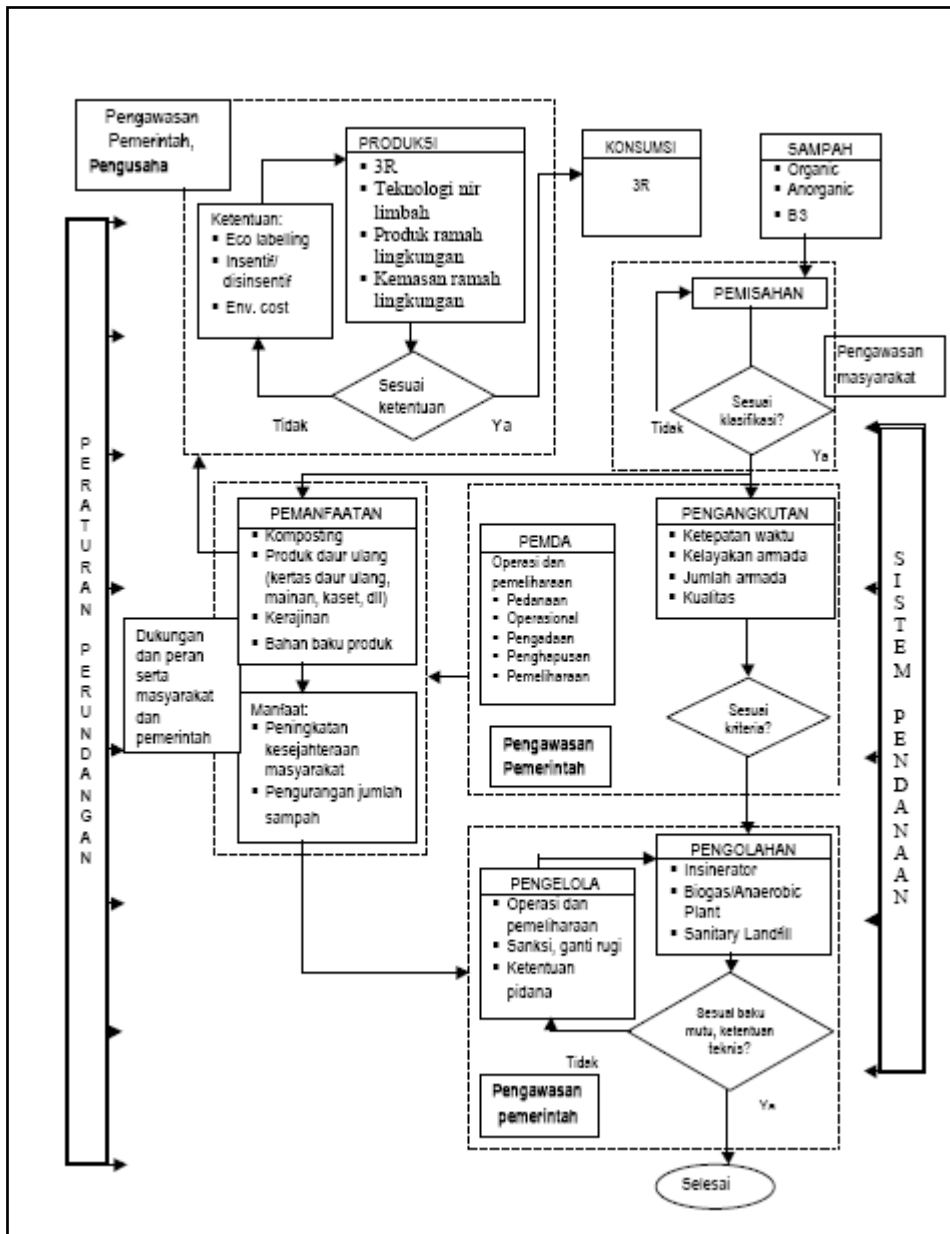 Pengawasan
Pemerintah,
Pengusaha
PRODUKSI
▪ 3R
▪ Teknologi nir
limbah
▪ Produk ramah
lingkungan
▪ Kemasan ramah
lingkungan
KONSUMSI
3R
SAMPAH
▪ Organic
▪ Anorganic
▪ B3
Ketentuan:
▪ Eco labelling
▪ Insentif/
disinsentif
▪ Env. cost
PEMISAHAN
Pengawasan
masyarakat
Sesuai
ketentuan
Tidak
Ya
Sesuai
klasifikasi?
Tidak
Ya
PERATURAN PERUNDANGAN
SISTEM PENDANAAN
PEMANFAATAN
▪ Komposting
▪ Produk daur ulang
(kertas daur ulang,
mainan, kaset, dll)
▪ Kerajinan
▪ Bahan baku produk
PEMDA
Operasi dan
pemeliharaan
▪ Pedanaan
▪ Operasional
▪ Pengadaan
▪ Penghapusan
▪ Pemeliharaan
PENGANGKUTAN
▪ Ketepatan waktu
▪ Kelayakan armada
▪ Jumlah armada
▪ Kualitas
Dukungan
dan peran
serta
masyarakat
dan
pemerintah
Manfaat:
▪ Peningkatan
kesejahteraan
masyarakat
▪ Pengurangan jumlah
sampah
Sesuai
kriteria?
Pengawasan
Pemerintah
PENGELOLA
▪ Operasi dan
pemeliharaan
▪ Sanksi, ganti rugi
▪ Ketentuan
pidana
PENGOLAHAN
▪ Insinerator
▪ Biogas/Anaerobic
Plant
▪ Sanitary Landfill
Sesuai baku
mutu, ketentuan
teknis?
Tidak
Ya
Pengawasan
pemerintah
Selesai